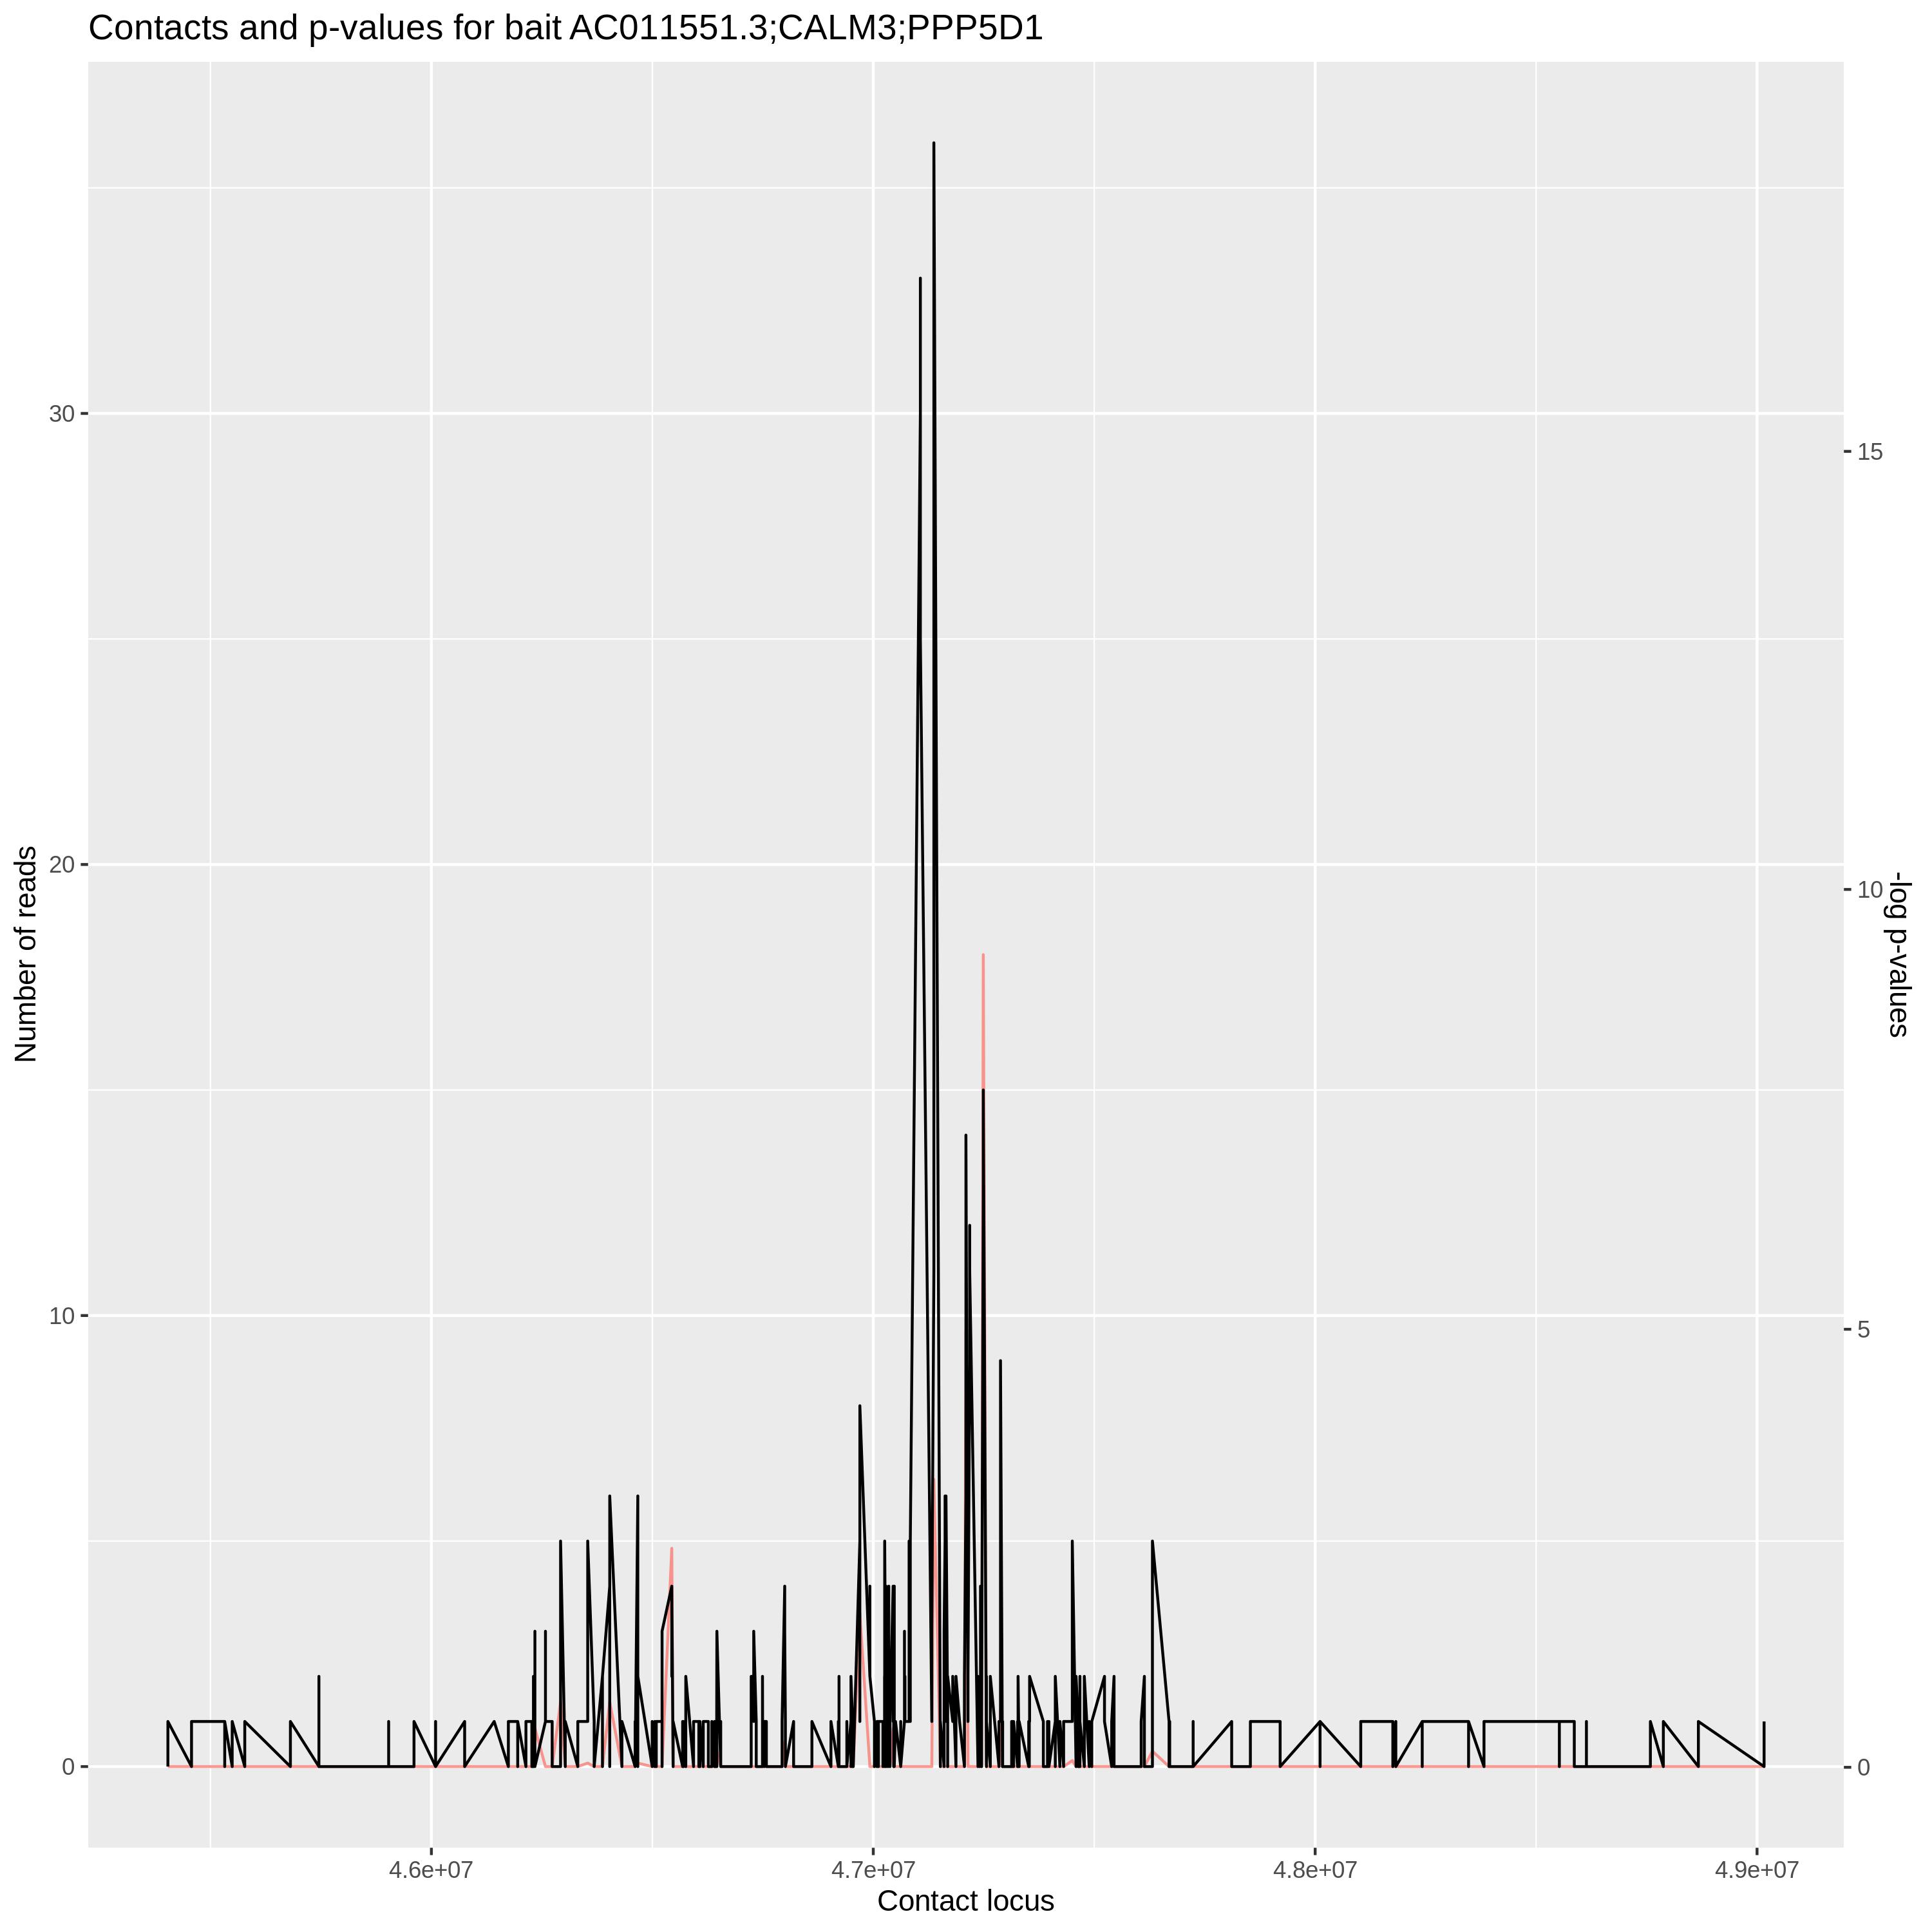 Contacts and p-values for bait AC011551.3;CALM3;PPP5D1
30
20
10
0
Number of reads
15
10
5
0
-log p-values
4.6e+07
4.7e+07
4.8e+07
4.9e+07
Contact locus